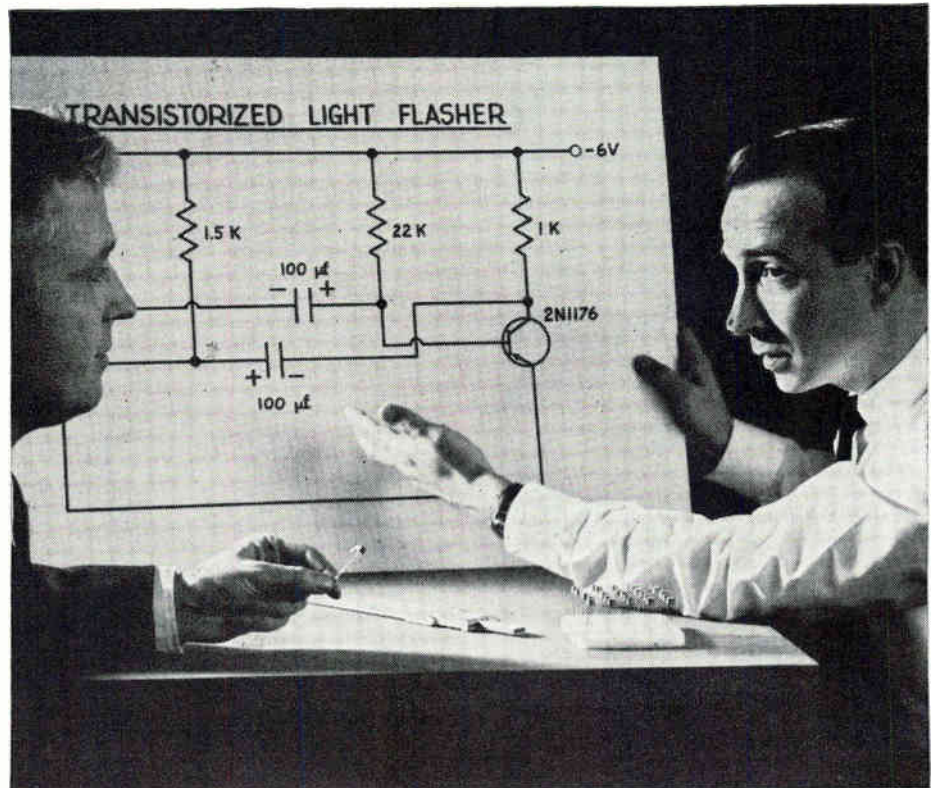 TRANSISTORIZED LIGHT FLASHER
-6V
1.5 K
22 K
1 K
100 µf
- +
2N1176
+ -
100 µf